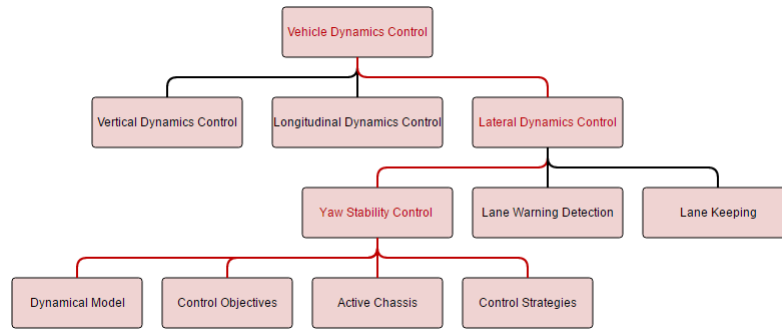 Vehicle Dynamics Control
Vertical Dynamics Control
Longitudinal Dynamics Control
Lateral Dynamics Control
Yaw Stability Control
Lane Warning Detection
Lane Keeping
Dynamical Model
Control Objectives
Active Chassis
Control Strategies